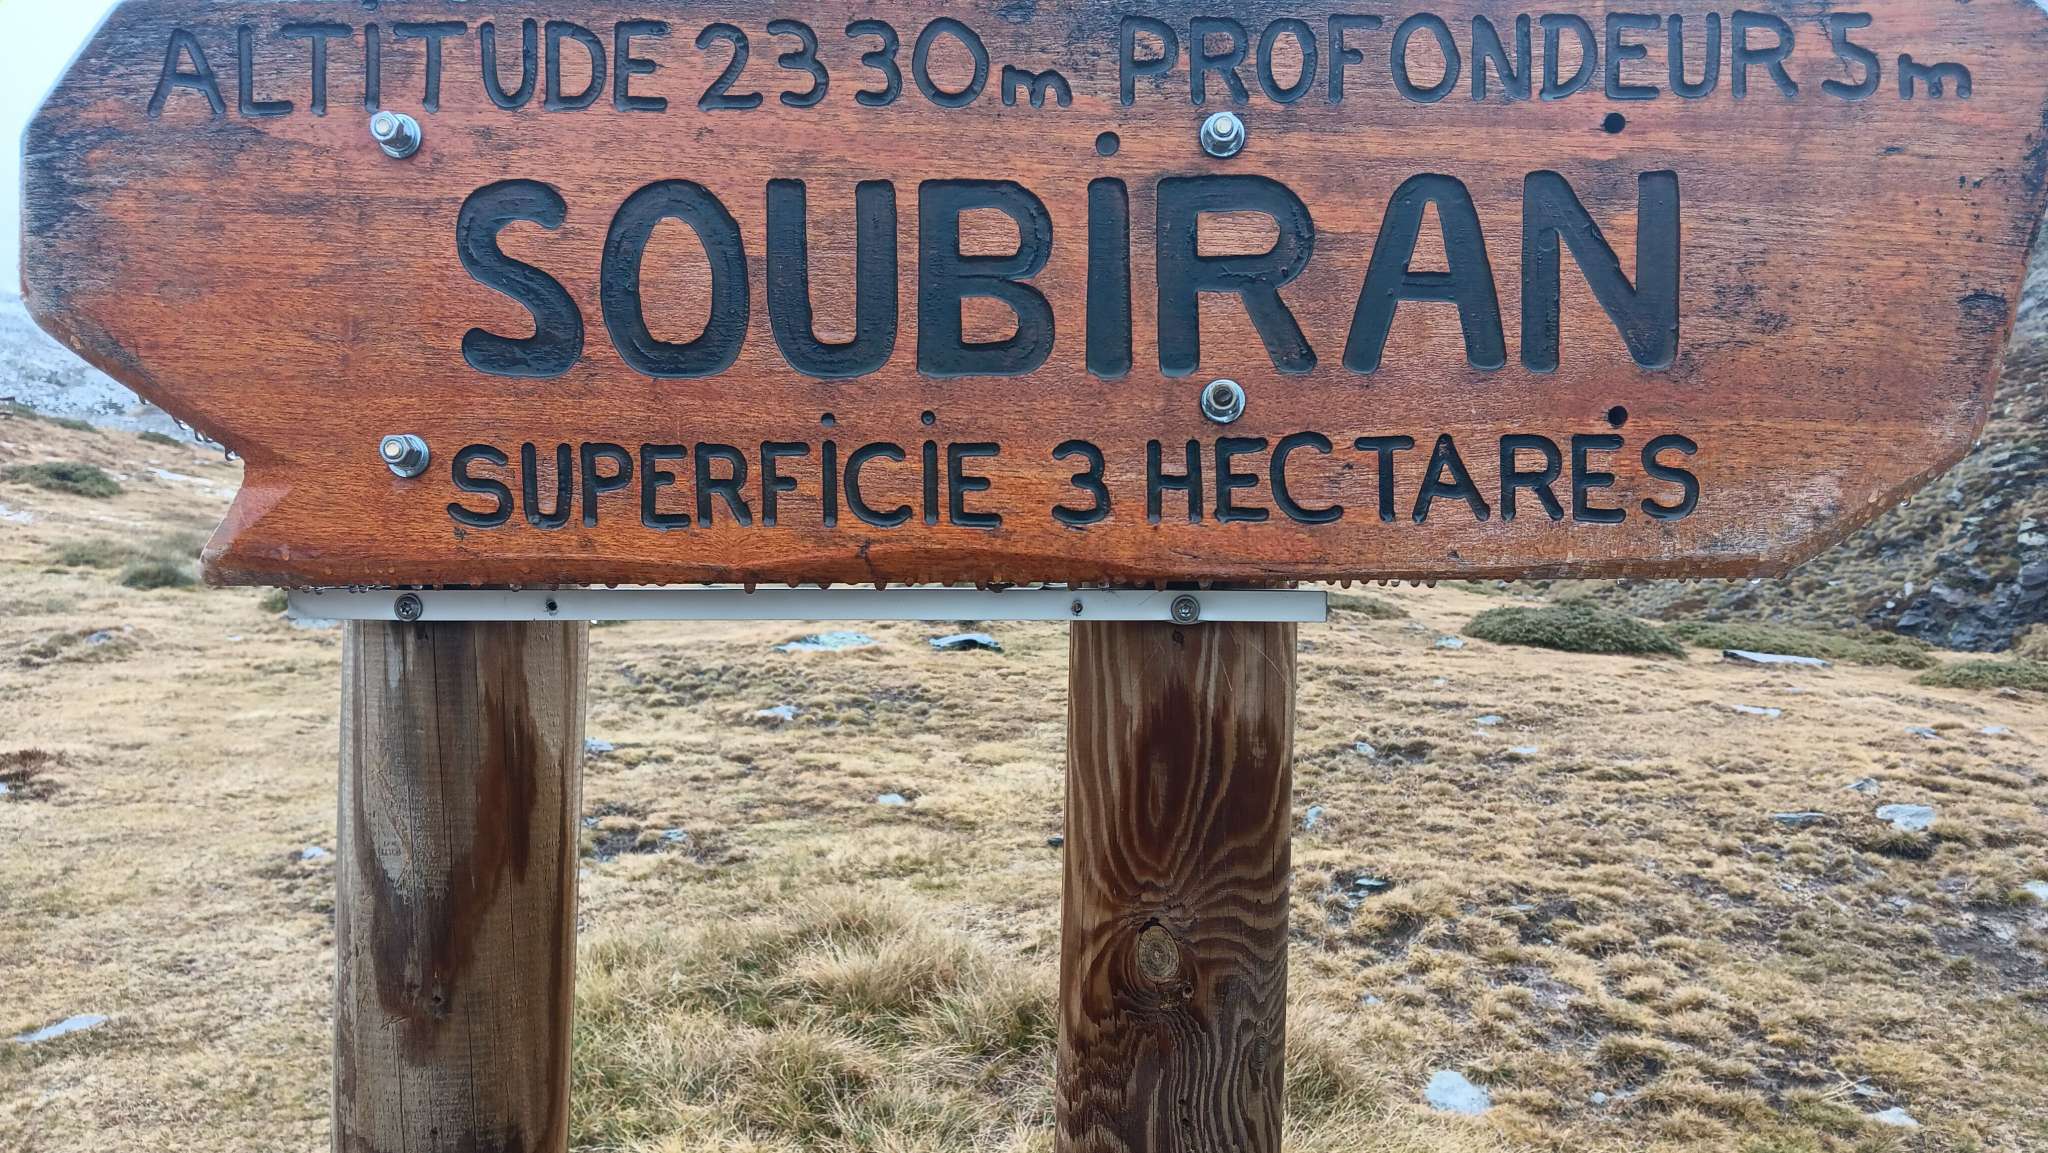 ALTITUDE 2330m PROFONDEUR 5m
SOUBIRAN
SUPERFICIE 3 HECTARES